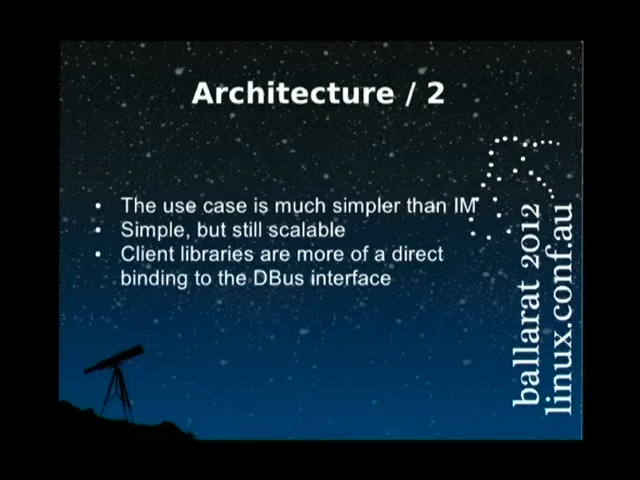 Architecture / 2
• The use case is much simpler than IM
• Simple, but still scalable
• Client libraries are more of a direct
binding to the DBus interface
ballarat 2012
linux.conf.au